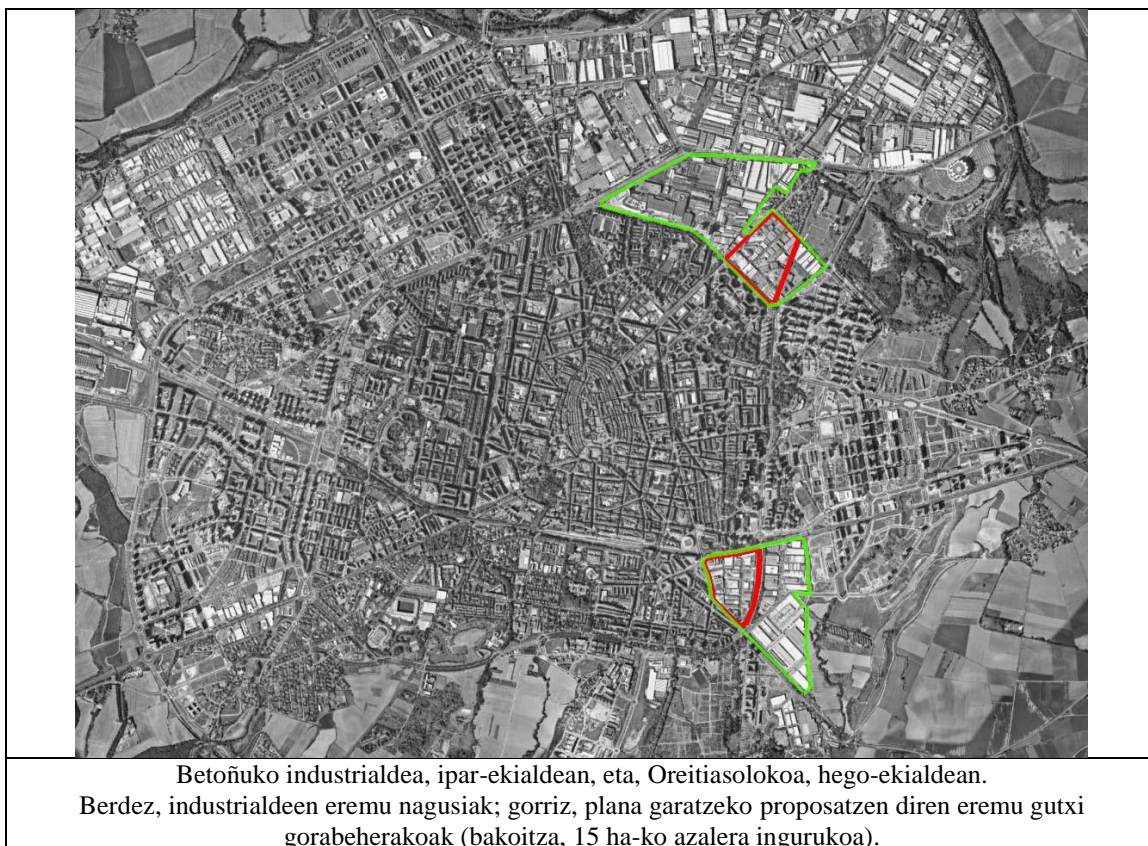 Betoñuko industrialdea, ipar-ekialdean, eta, Oreitiasolokoa, hego-ekialdean.
Berdez, industrialdeen eremu nagusiak; gorriz, plana garatzeko proposatzen diren eremu gutxi
gorabeherakoak (bakoitza, 15 ha-ko azalera ingurukoa).